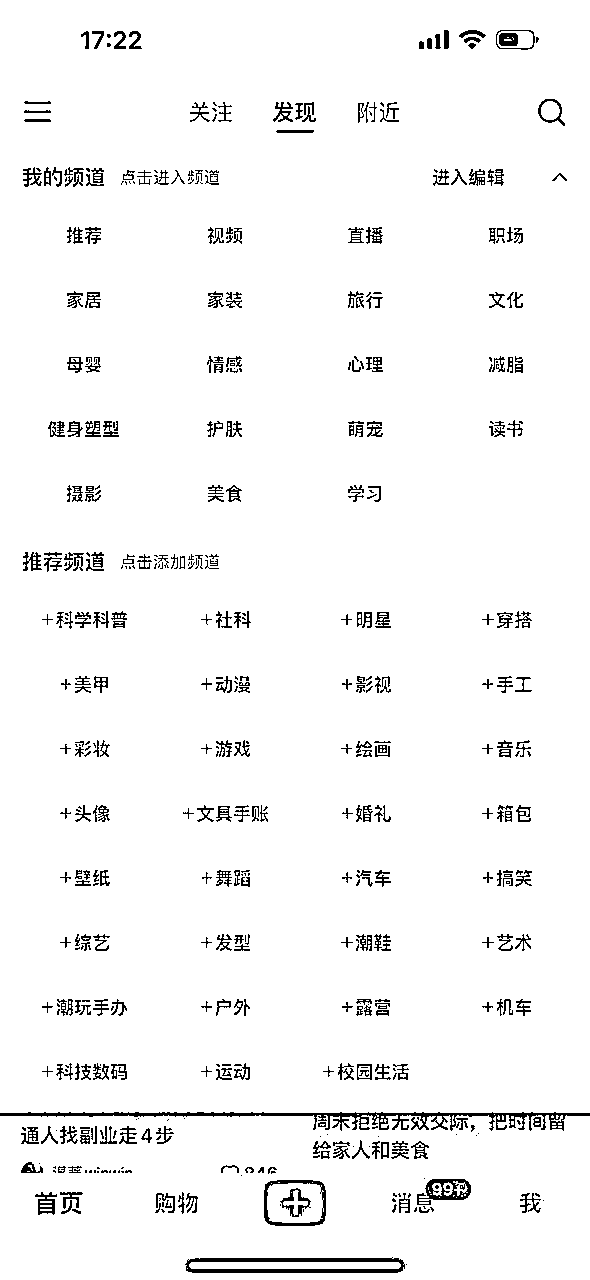 17:22
关注 发现 附近
我的频道 点击进入频道 进入编辑
推荐 视频 直播 职场
家居 家装 旅行 文化
母婴 情感 心理 减脂
健身塑型 护肤 萌宠 读书
摄影 美食 学习
推荐频道 点击添加频道
+科学科普 +社科 +明星 +穿搭
+美甲 +动漫 +影视 +手工
+彩妆 +游戏 +绘画 +音乐
+头像 +文具手账 +婚礼 +箱包
+壁纸 +舞蹈 +汽车 +搞笑
+综艺 +发型 +潮鞋 +艺术
+潮玩手办 +户外 +露营 +机车
+科技数码 +运动 +校园生活
通人找副业走4步
周末拒绝无效交际，把时间留
给家人和美食
首页 购物 消息 我